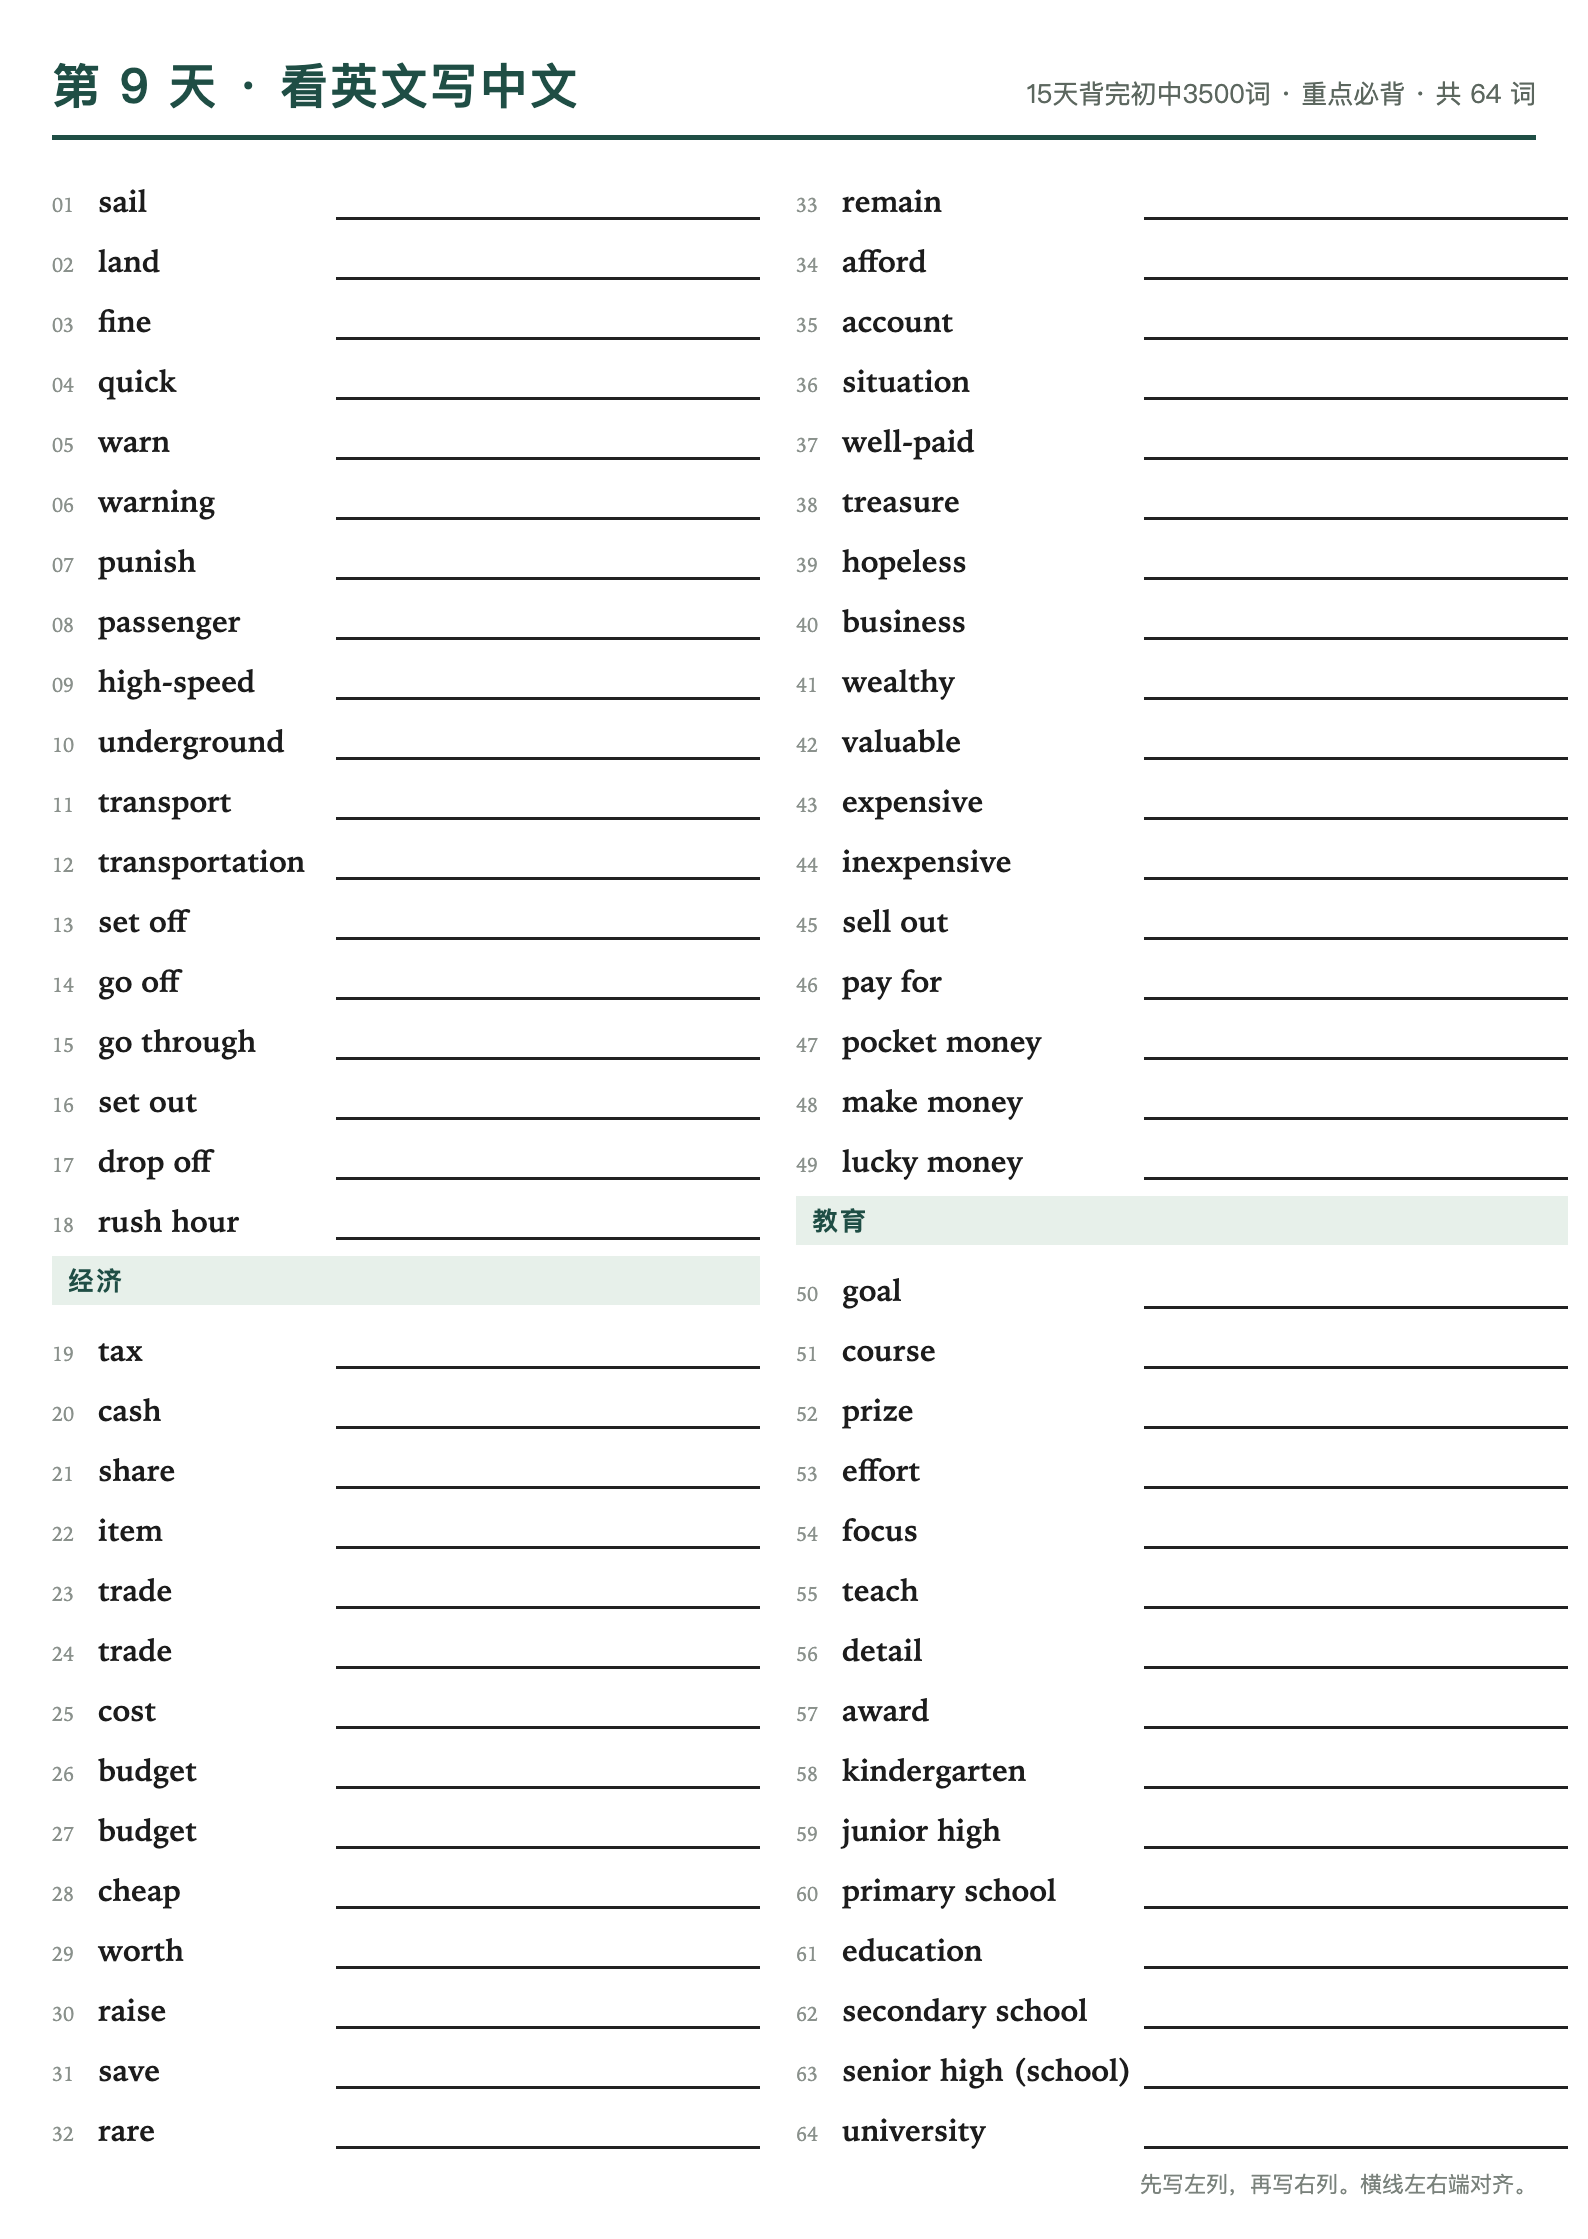 第 9 天 · 看英文写中文
15天背完初中3500词 · 重点必背 · 共 64 词
01 sail
02 land
03 fine
04 quick
05 warn
06 warning
07 punish
08 passenger
09 high-speed
10 underground
11 transport
12 transportation
13 set off
14 go off
15 go through
16 set out
17 drop off
18 rush hour
经济
19 tax
20 cash
21 share
22 item
23 trade
24 trade
25 cost
26 budget
27 budget
28 cheap
29 worth
30 raise
31 save
32 rare
33 remain
34 afford
35 account
36 situation
37 well-paid
38 treasure
39 hopeless
40 business
41 wealthy
42 valuable
43 expensive
44 inexpensive
45 sell out
46 pay for
47 pocket money
48 make money
49 lucky money
教育
50 goal
51 course
52 prize
53 effort
54 focus
55 teach
56 detail
57 award
58 kindergarten
59 junior high
60 primary school
61 education
62 secondary school
63 senior high (school)
64 university
先写左列，再写右列。横线左右端对齐。